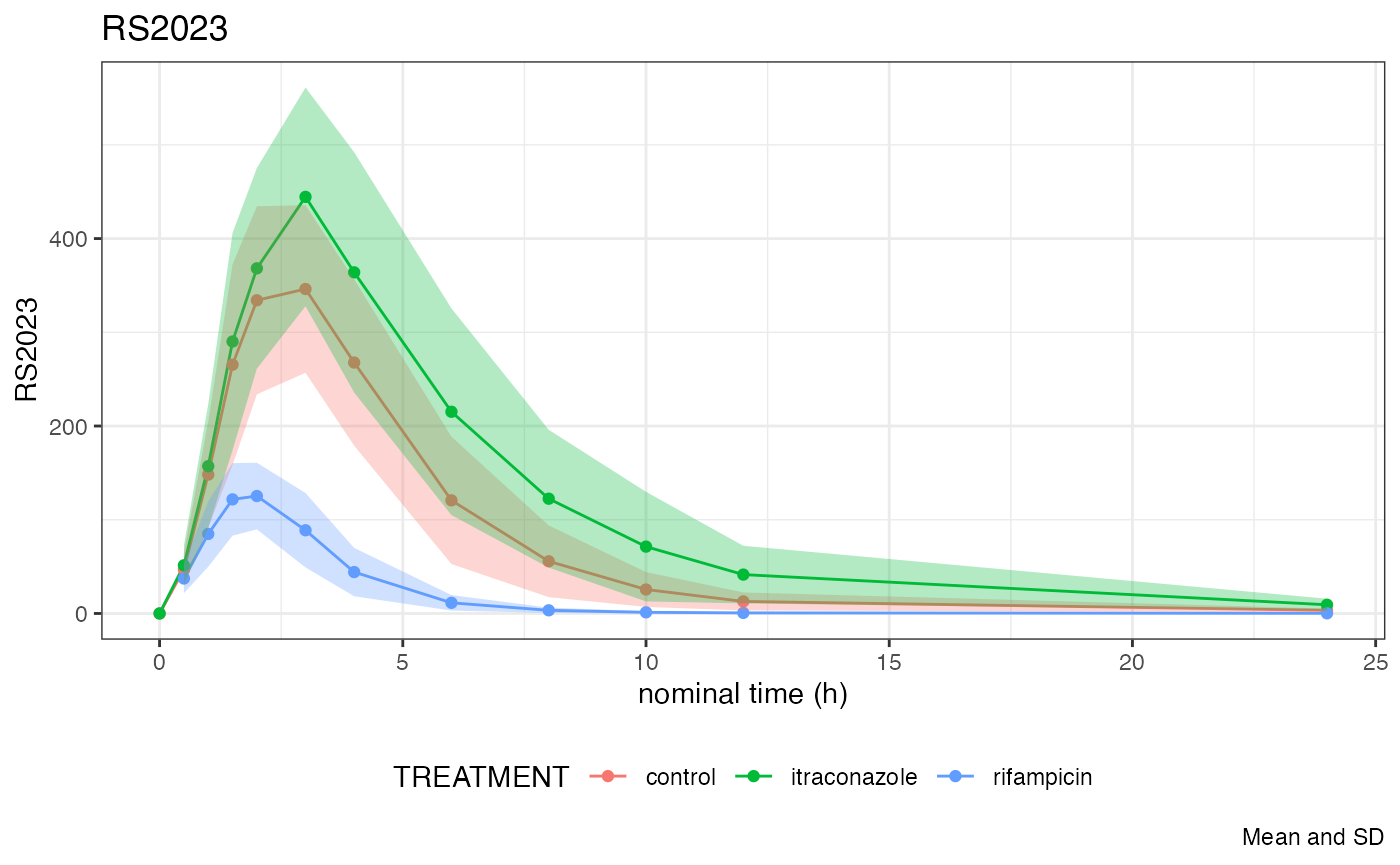 RS2023
RS2023
400
200
0
0 5 10 15 20 25
nominal time (h)
TREATMENT control itraconazole rifampicin
Mean and SD